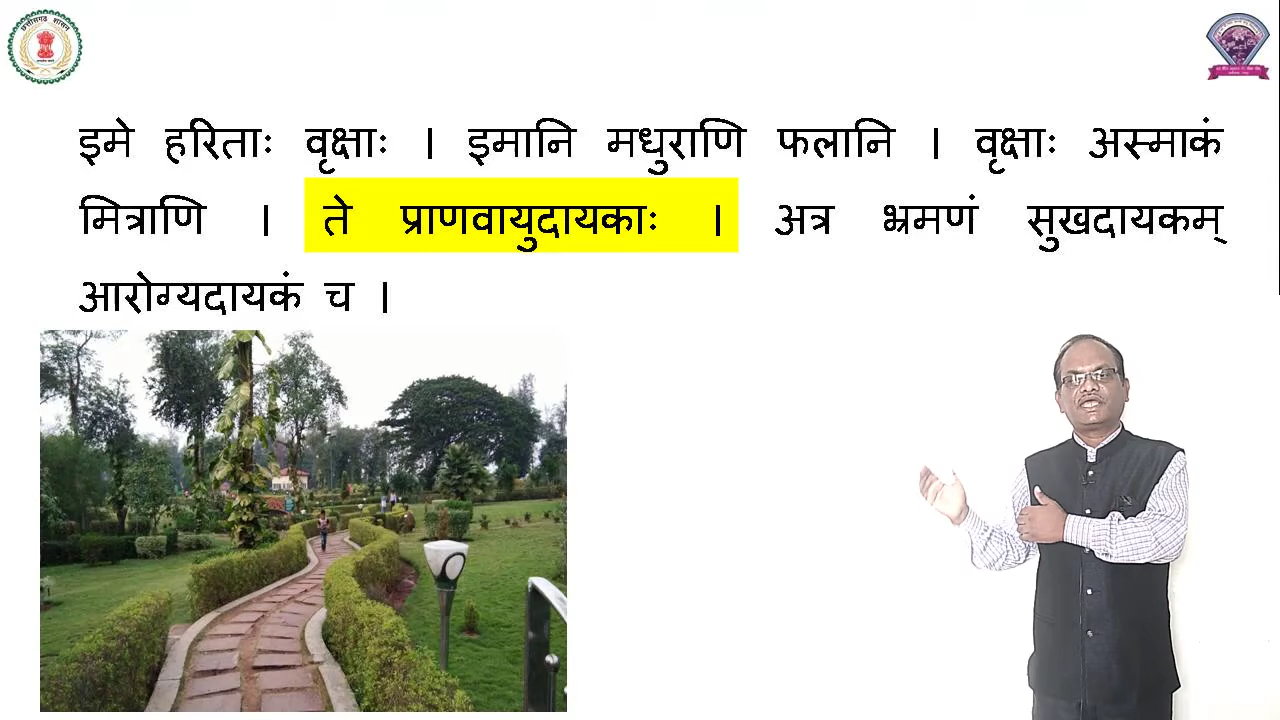 इमे हरिताः वृक्षाः । इमानि मधुराणि फलानि । वृक्षाः अस्माकं
मित्राणि । ते प्राणवायुदायकाः । अत्र भ्रमणं सुखदायकम्
आरोग्यदायकं च ।